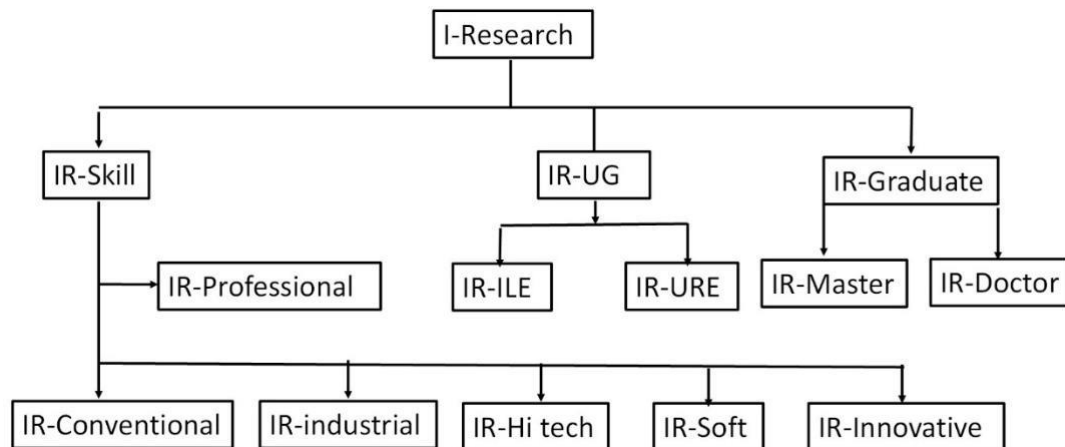 I-Research
IR-Skill
IR-UG
IR-Graduate
IR-Professional
IR-ILE
IR-URE
IR-Master
IR-Doctor
IR-Conventional
IR-industrial
IR-Hi tech
IR-Soft
IR-Innovative